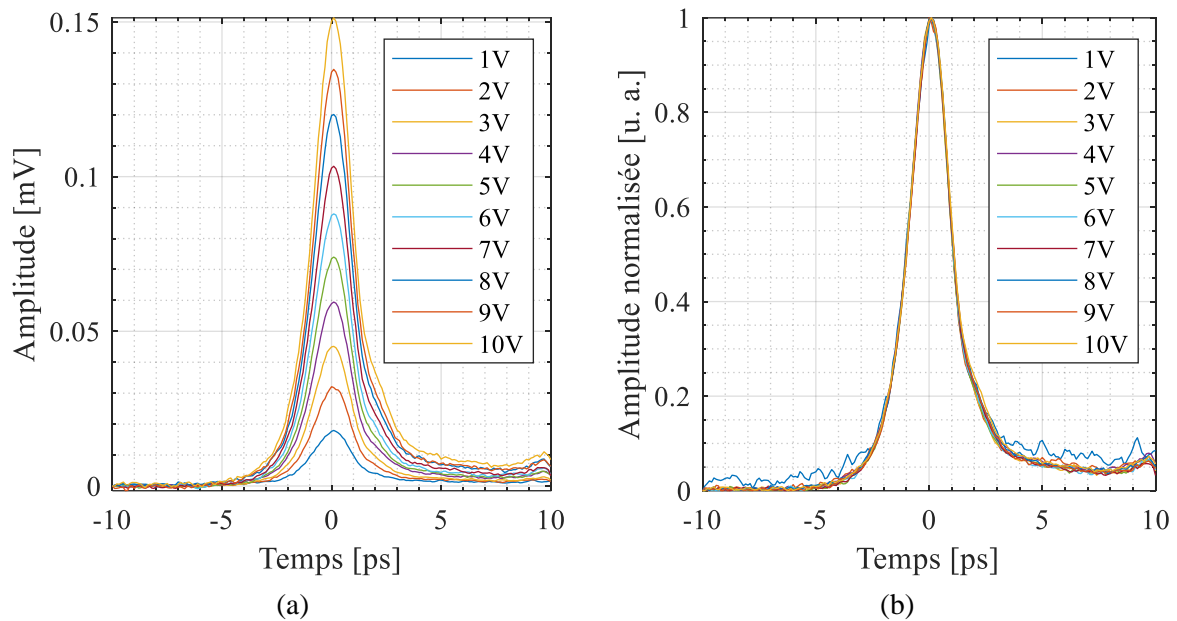 0.15
0.1
0.05
0
Amplitude [mV]
-10
-5
0
5
10
Temps [ps]
1V
2V
3V
4V
5V
6V
7V
8V
9V
10V
(a)
1
0.8
0.6
0.4
0.2
0
Amplitude normalisée [u. a.]
-10
-5
0
5
10
Temps [ps]
1V
2V
3V
4V
5V
6V
7V
8V
9V
10V
(b)